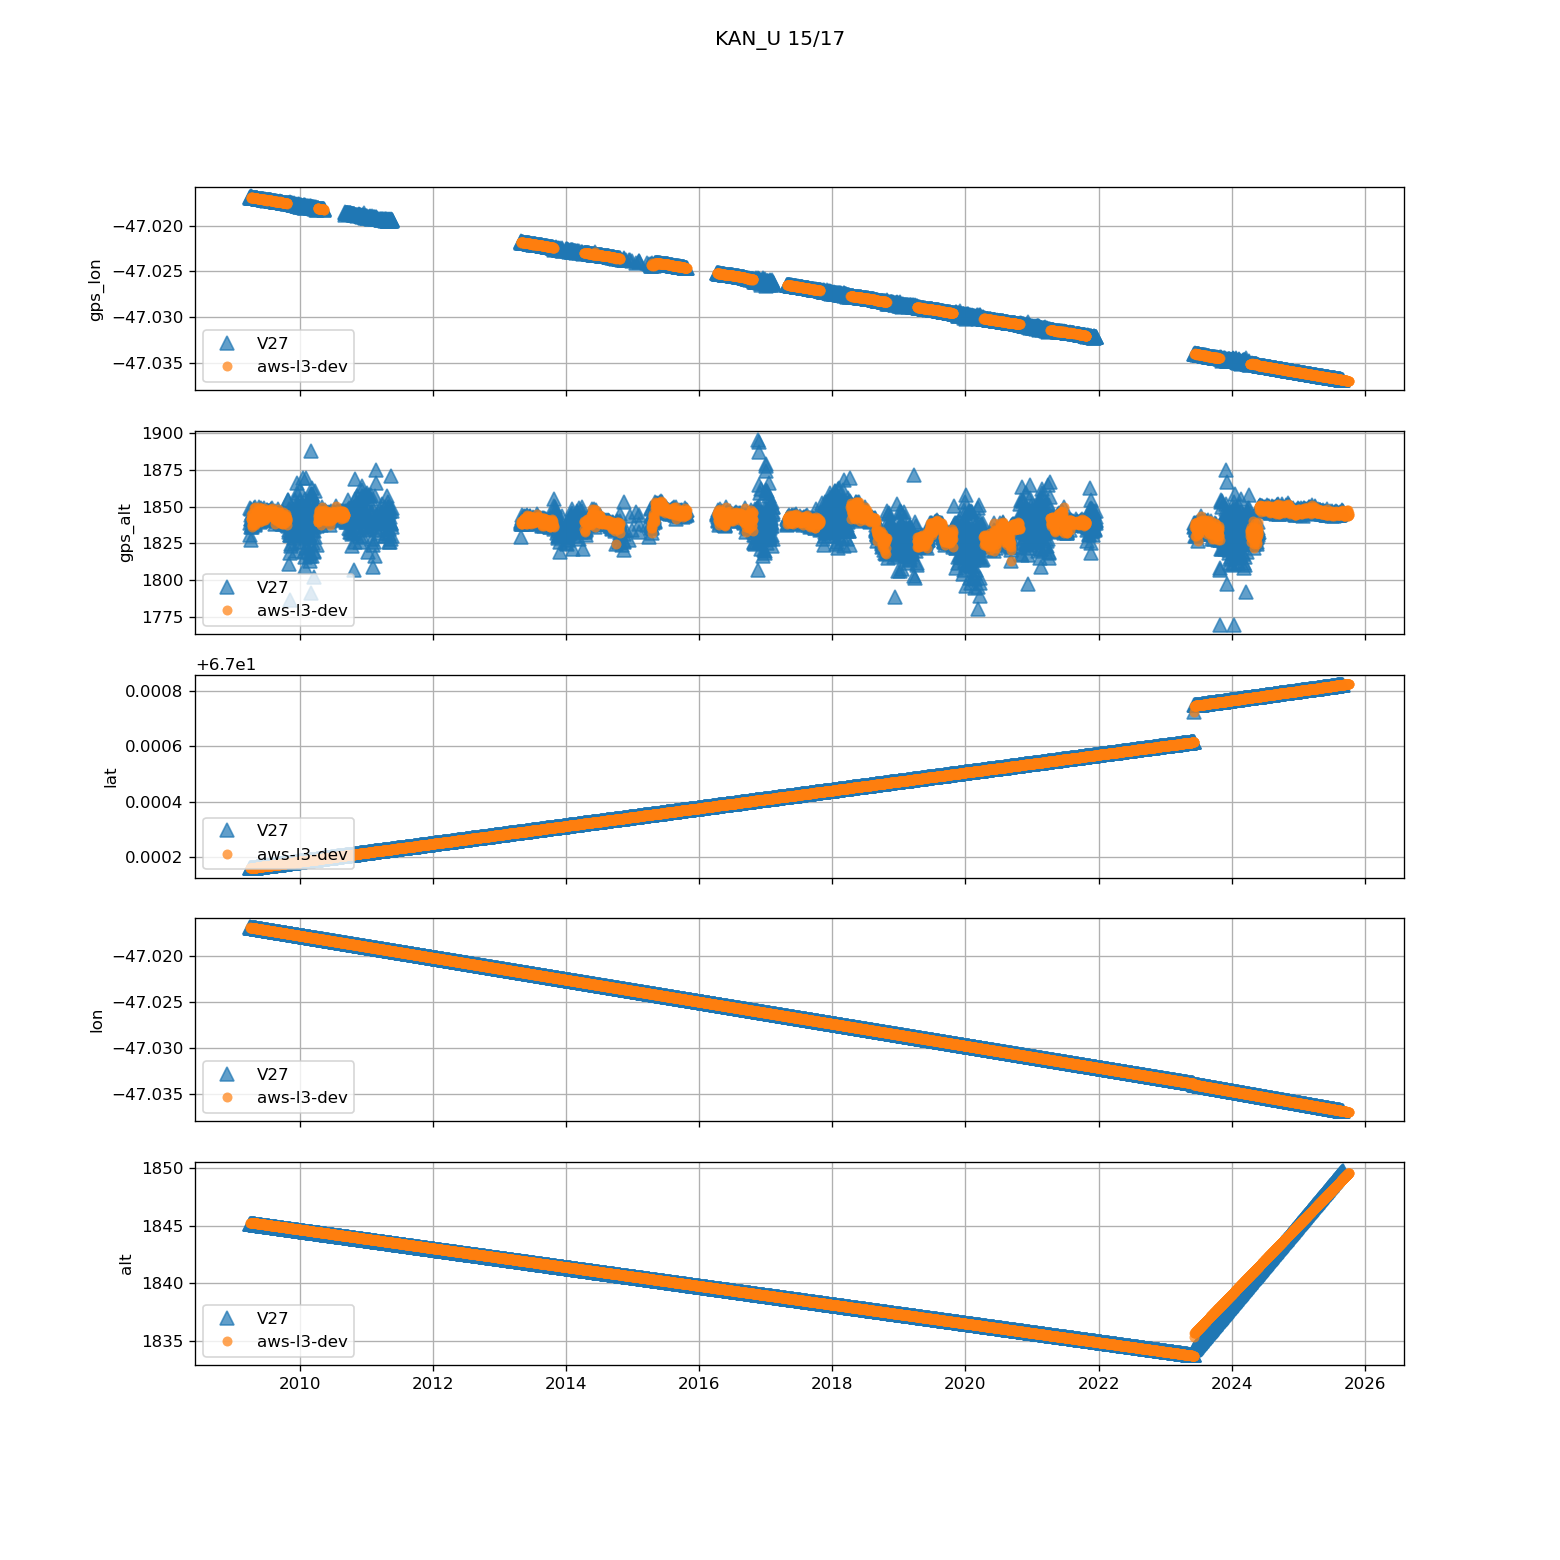 KAN_U 15/17
gps_lon
−47.020
−47.025
−47.030
−47.035
V27
aws-l3-dev
gps_alt
1900
1875
1850
1825
1800
1775
V27
aws-l3-dev
+6.7e1
lat
0.0008
0.0006
0.0004
0.0002
V27
aws-l3-dev
lon
−47.020
−47.025
−47.030
−47.035
V27
aws-l3-dev
alt
1850
1845
1840
1835
V27
aws-l3-dev
2010 2012 2014 2016 2018 2020 2022 2024 2026